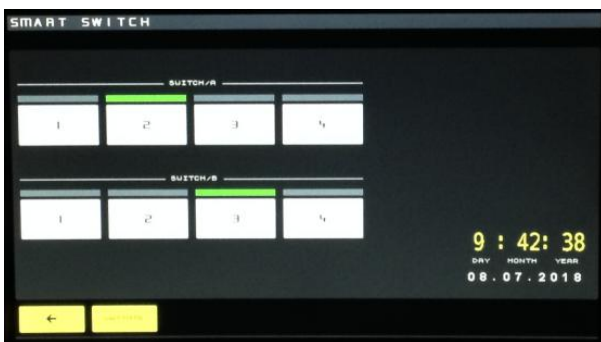 SMART SWITCH
SWITCH/A
1 2 3 4
SWITCH/B
1 2 3 4
9 : 42: 38
DAY MONTH YEAR
08.07.2018
←